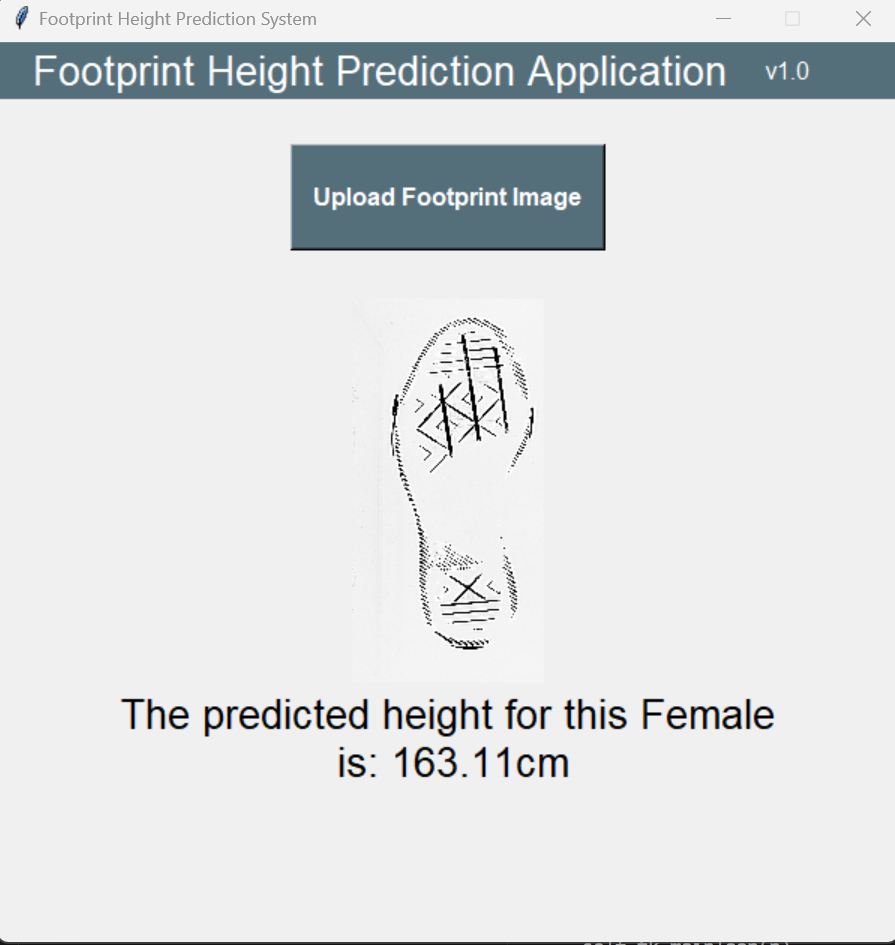 Footprint Height Prediction System
Footprint Height Prediction Application v1.0
Upload Footprint Image
The predicted height for this Female
is: 163.11cm